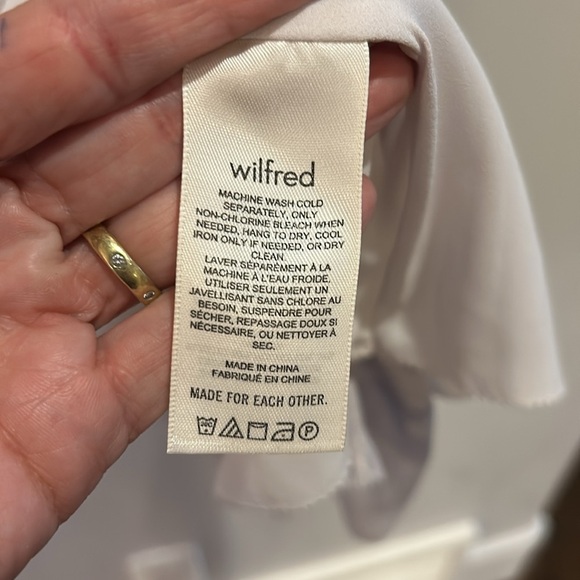 wilfred
MACHINE WASH COLD
SEPARATELY, ONLY
NON-CHLORINE BLEACH WHEN
NEEDED, HANG TO DRY, COOL
IRON ONLY IF NEEDED, OR DRY
CLEAN.
LAVER SÉPARÉMENT À LA
MACHINE À L'EAU FROIDE,
UTILISER SEULEMENT UN
JAVELLISANT SANS CHLORE AU
BESOIN, SUSPENDRE POUR
SÉCHER, REPASSAGE DOUX SI
NÉCESSAIRE, OU NETTOYER À
SEC.
MADE IN CHINA
FABRIQUÉ EN CHINE
MADE FOR EACH OTHER.
P